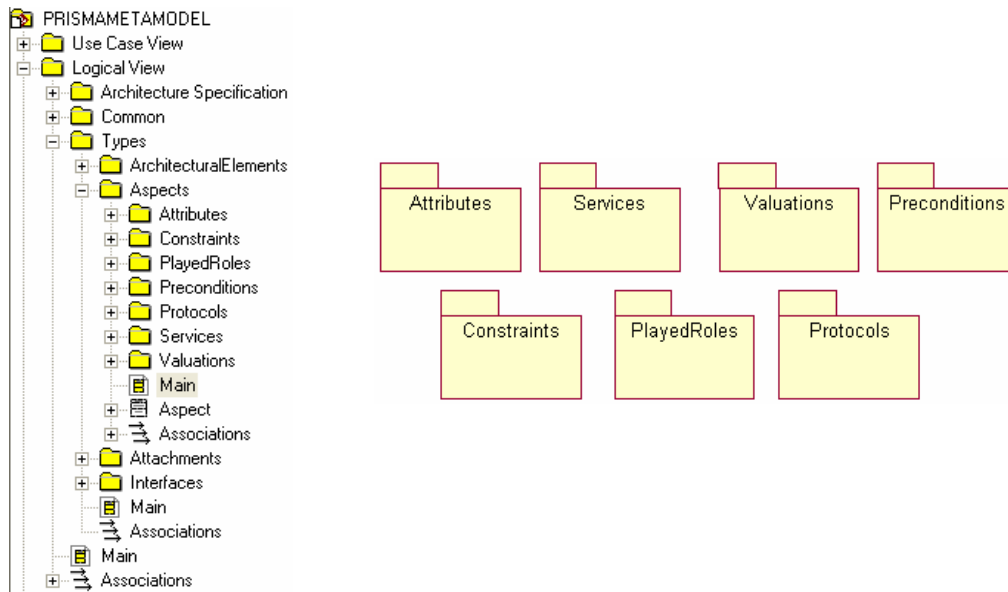 PRISMAMETAMODEL
Use Case View
Logical View
Architecture Specification
Common
Types
ArchitecturalElements
Aspects
Attributes
Constraints
PlayedRoles
Preconditions
Protocols
Services
Valuations
Main
Aspect
Associations
Attachments
Interfaces
Main
Associations
Main
Associations
Attributes Services Valuations Preconditions
Constraints PlayedRoles Protocols